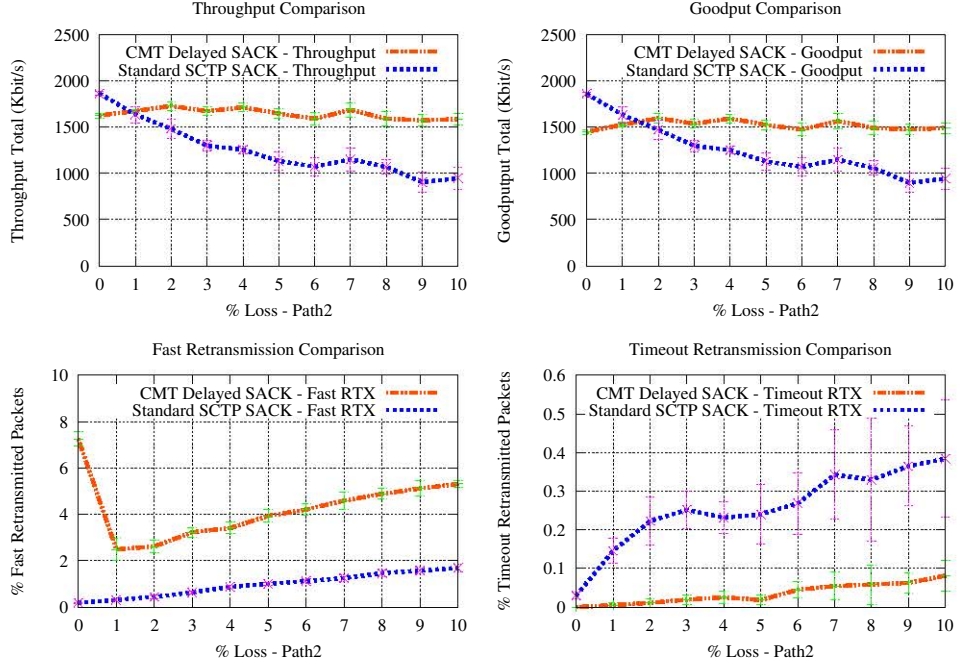 Throughput Comparison
Throughput Total (Kbit/s)
2500
2000
1500
1000
500
0
CMT Delayed SACK - Throughput
Standard SCTP SACK - Throughput
0 1 2 3 4 5 6 7 8 9 10
% Loss - Path2
Goodput Comparison
Goodputput Total (Kbit/s)
2500
2000
1500
1000
500
0
CMT Delayed SACK - Goodput
Standard SCTP SACK - Goodput
0 1 2 3 4 5 6 7 8 9 10
% Loss - Path2
Fast Retransmission Comparison
% Fast Retransmitted Packets
10
8
6
4
2
0
CMT Delayed SACK - Fast RTX
Standard SCTP SACK - Fast RTX
0 1 2 3 4 5 6 7 8 9 10
% Loss - Path2
Timeout Retransmission Comparison
% Timeout Retransmitted Packets
0.6
0.5
0.4
0.3
0.2
0.1
0
CMT Delayed SACK - Timeout RTX
Standard SCTP SACK - Timeout RTX
0 1 2 3 4 5 6 7 8 9 10
% Loss - Path2